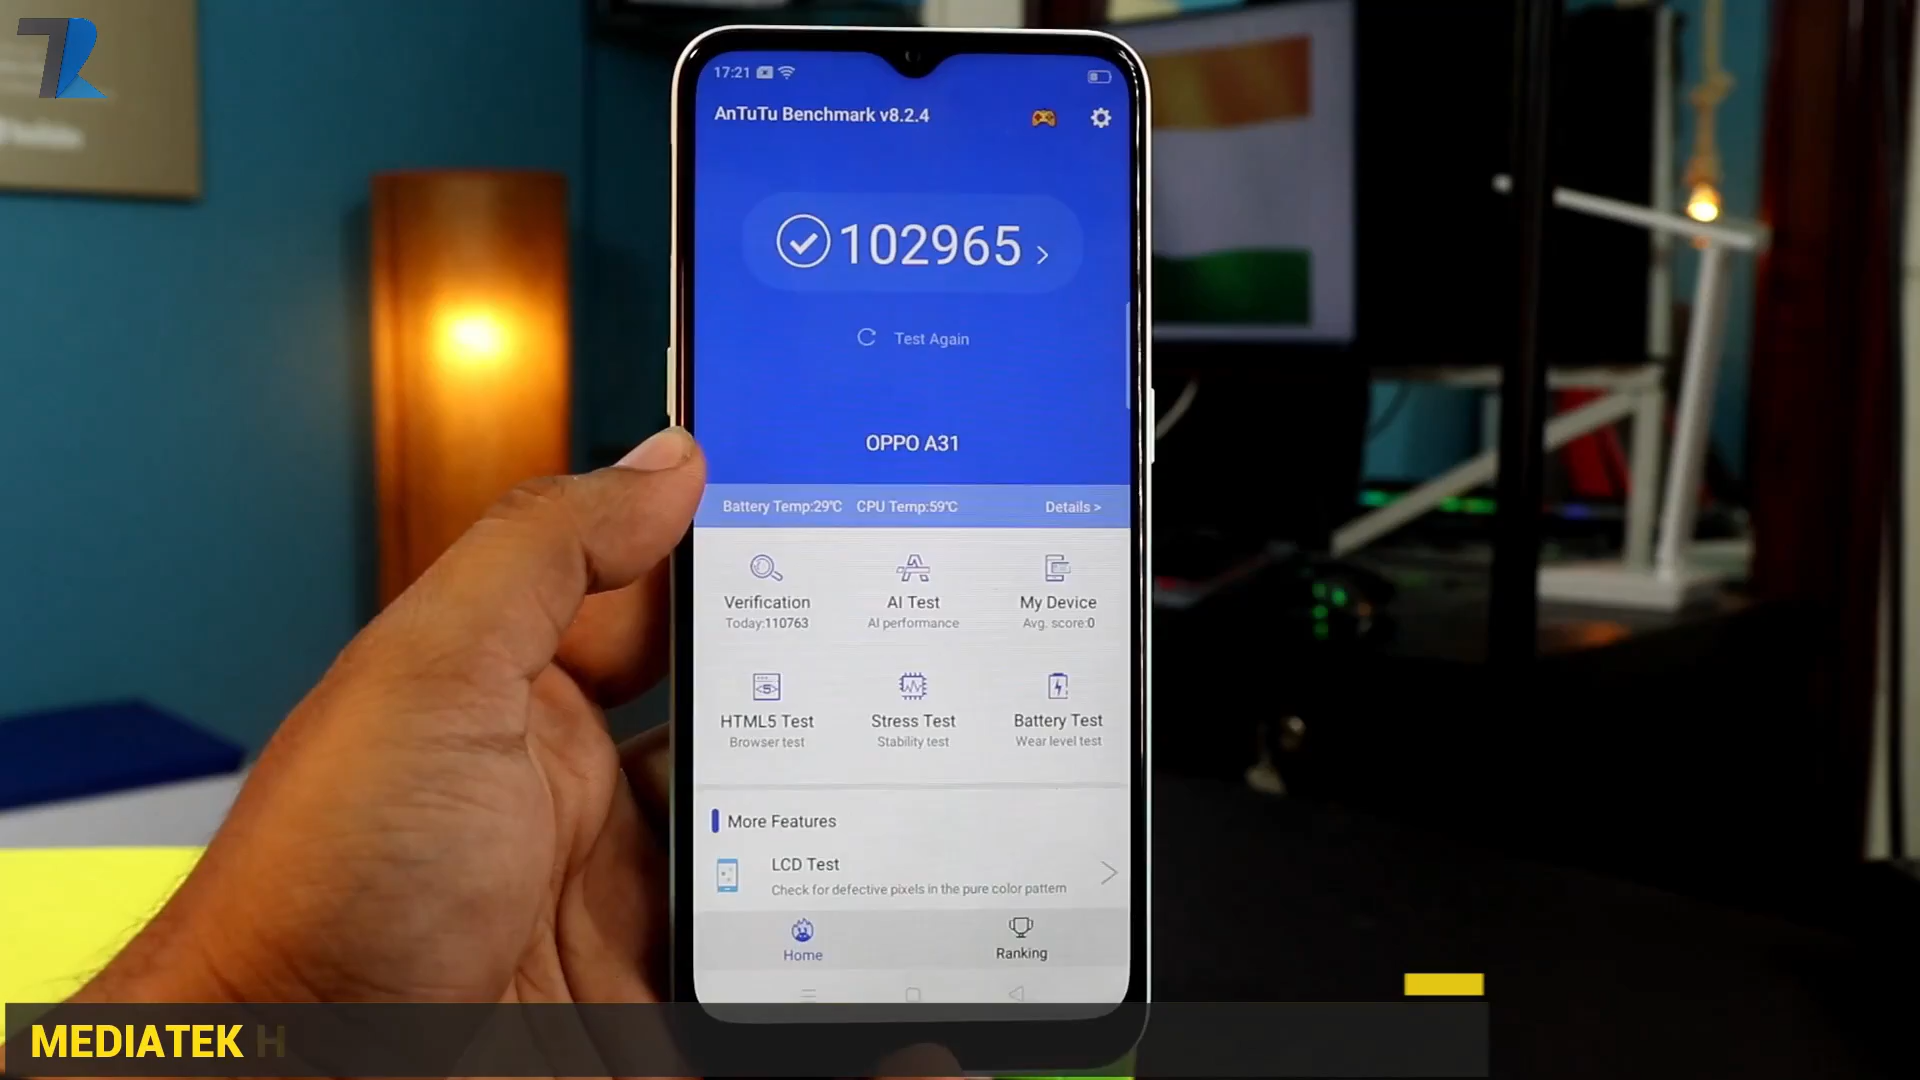 17:21
AnTuTu Benchmark v8.2.4
102965 >
Test Again
OPPO A31
Battery Temp:29℃ CPU Temp:59℃ Details >
Verification AI Test My Device
Today:110763 AI performance Avg. score:0
HTML5 Test Stress Test Battery Test
Browser test Stability test Wear level test
More Features
LCD Test
Check for defective pixels in the pure color pattern
Home Ranking
MEDIATEK H